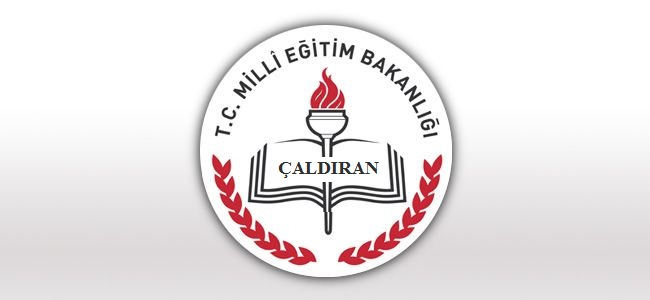 T.C. MİLLÎ EĞİTİM BAKANLIĞI
ÇALDIRAN